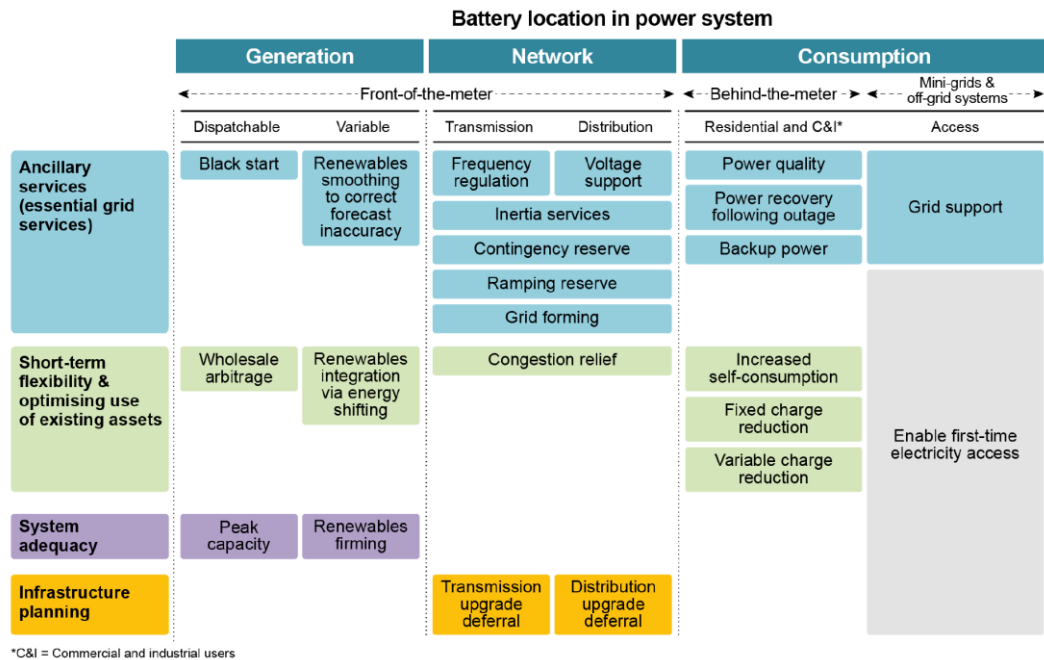 Battery location in power system
Generation
Network
Consumption
Front-of-the-meter
Behind-the-meter
Mini-grids &
off-grid systems
Dispatchable
Variable
Transmission
Distribution
Residential and C&I*
Access
Ancillary
services
(essential grid
services)
Black start
Renewables
smoothing
to correct
forecast
inaccuracy
Frequency
regulation
Voltage
support
Inertia services
Contingency reserve
Ramping reserve
Grid forming
Power quality
Power recovery
following outage
Backup power
Grid support
Short-term
flexibility &
optimising use
of existing assets
Wholesale
arbitrage
Renewables
integration
via energy
shifting
Congestion relief
Increased
self-consumption
Fixed charge
reduction
Variable charge
reduction
Enable first-time
electricity access
System
adequacy
Peak
capacity
Renewables
firming
Infrastructure
planning
Transmission
upgrade
deferral
Distribution
upgrade
deferral
*C&I = Commercial and industrial users